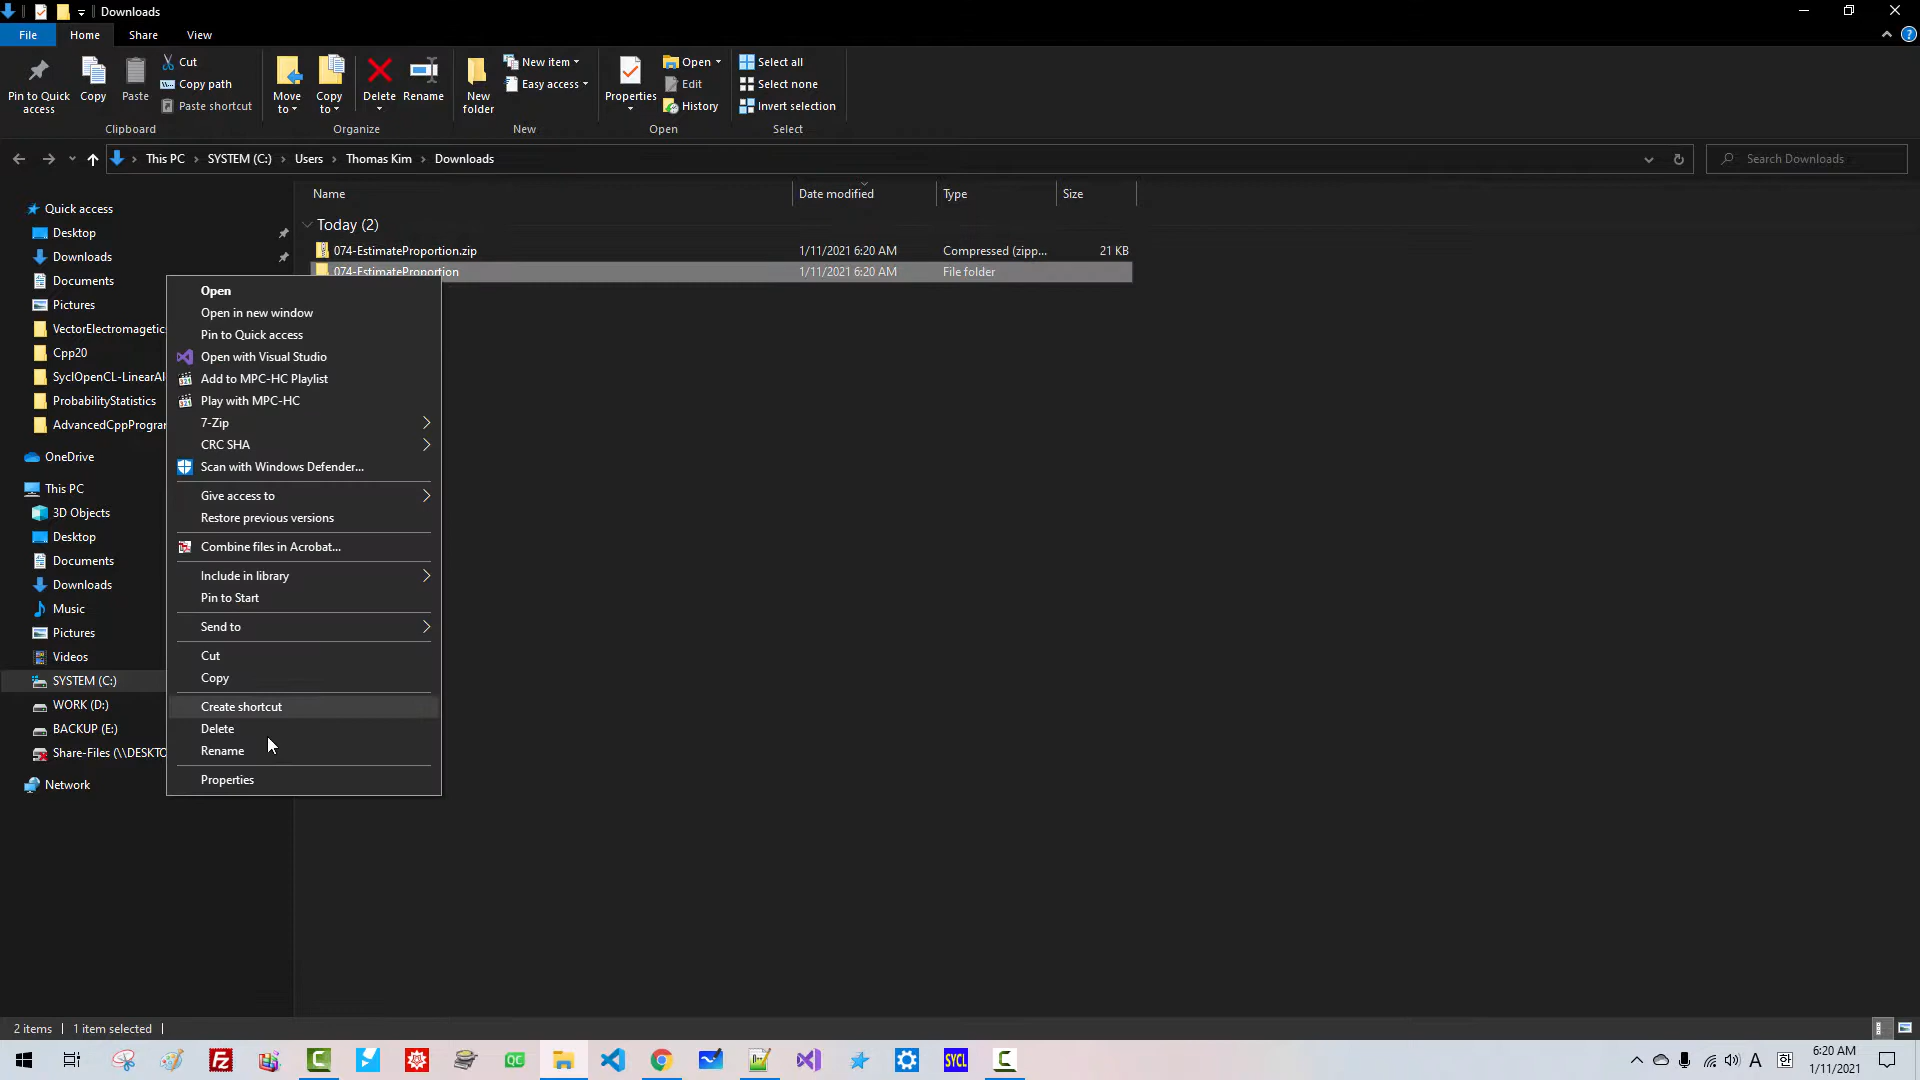 Downloads
File Home Share View
Pin to Quick access
Copy
Paste
Cut
Copy path
Paste shortcut
Clipboard
Move to
Copy to
Delete
Rename
Organize
New folder
New item
Easy access
New
Properties
Open
Edit
History
Open
Select all
Select none
Invert selection
Select
This PC > SYSTEM (C:) > Users > Thomas Kim > Downloads
Search Downloads
Name Date modified Type Size
Today (2)
074-EstimateProportion.zip 1/11/2021 6:20 AM Compressed (zipp... 21 KB
074-EstimateProportion 1/11/2021 6:20 AM File folder
Quick access
Desktop
Downloads
Documents
Pictures
VectorElectromagetic
Cpp20
SyclOpenCL-LinearAl
ProbabilityStatistics
AdvancedCppProgra
OneDrive
This PC
3D Objects
Desktop
Documents
Downloads
Music
Pictures
Videos
SYSTEM (C:)
WORK (D:)
BACKUP (E:)
Share-Files (\\DESKTO
Network
Open
Open in new window
Pin to Quick access
Open with Visual Studio
Add to MPC-HC Playlist
Play with MPC-HC
7-Zip
CRC SHA
Scan with Windows Defender...
Give access to
Restore previous versions
Combine files in Acrobat...
Include in library
Pin to Start
Send to
Cut
Copy
Create shortcut
Delete
Rename
Properties
2 items 1 item selected
QC
SYCL
A
한
6:20 AM
1/11/2021